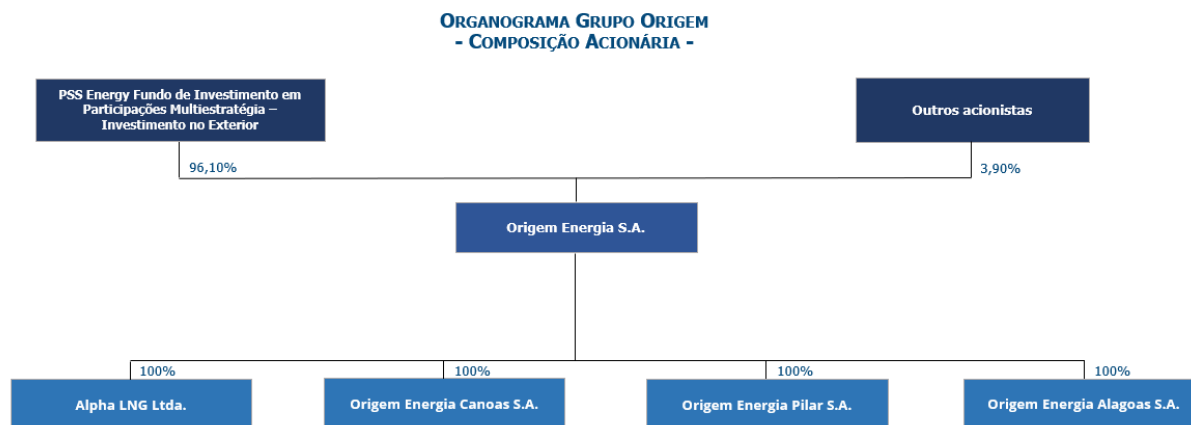 ORGANOGRAMA GRUPO ORIGEM
- COMPOSIÇÃO ACIONÁRIA -
PSS Energy Fundo de Investimento em
Participações Multiestratégia –
Investimento no Exterior
Outros acionistas
96,10%
3,90%
Origem Energia S.A.
100%
100%
100%
100%
Alpha LNG Ltda.
Origem Energia Canoas S.A.
Origem Energia Pilar S.A.
Origem Energia Alagoas S.A.